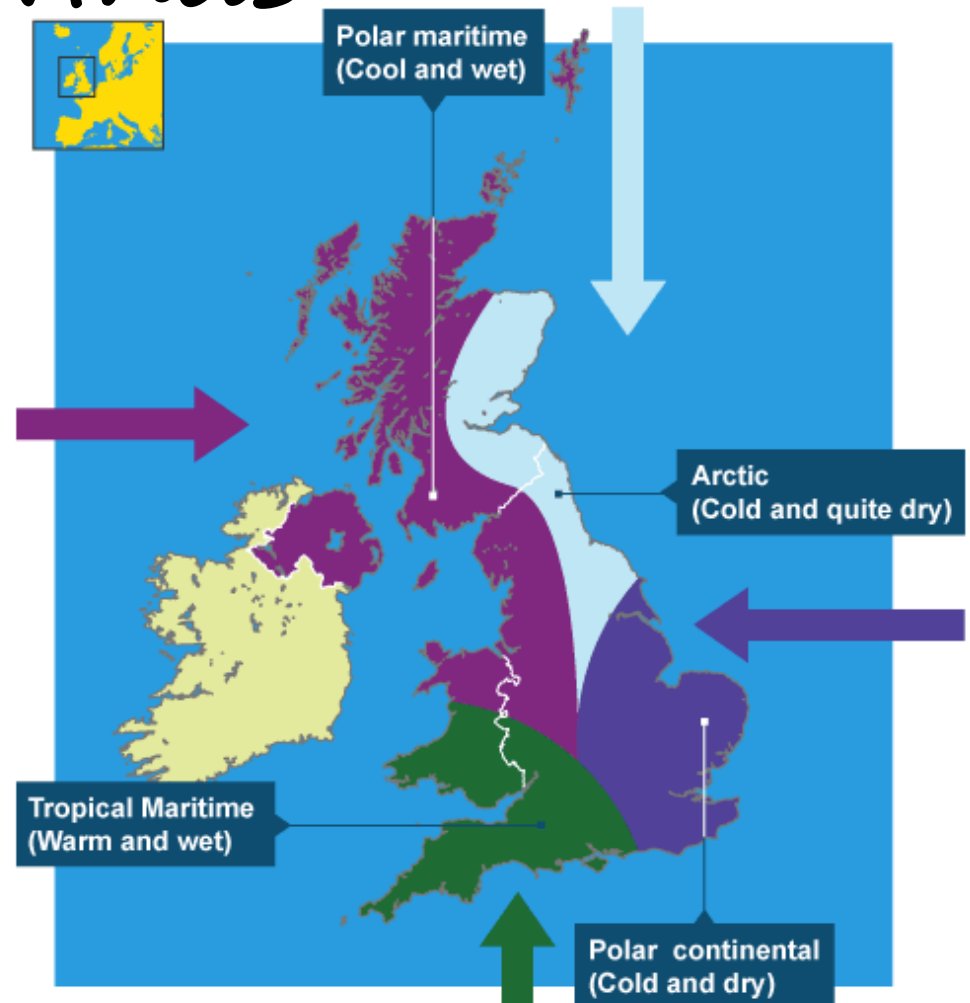 Polar maritime
(Cool and wet)
Arctic
(Cold and quite dry)
Tropical Maritime
(Warm and wet)
Polar continental
(Cold and dry)